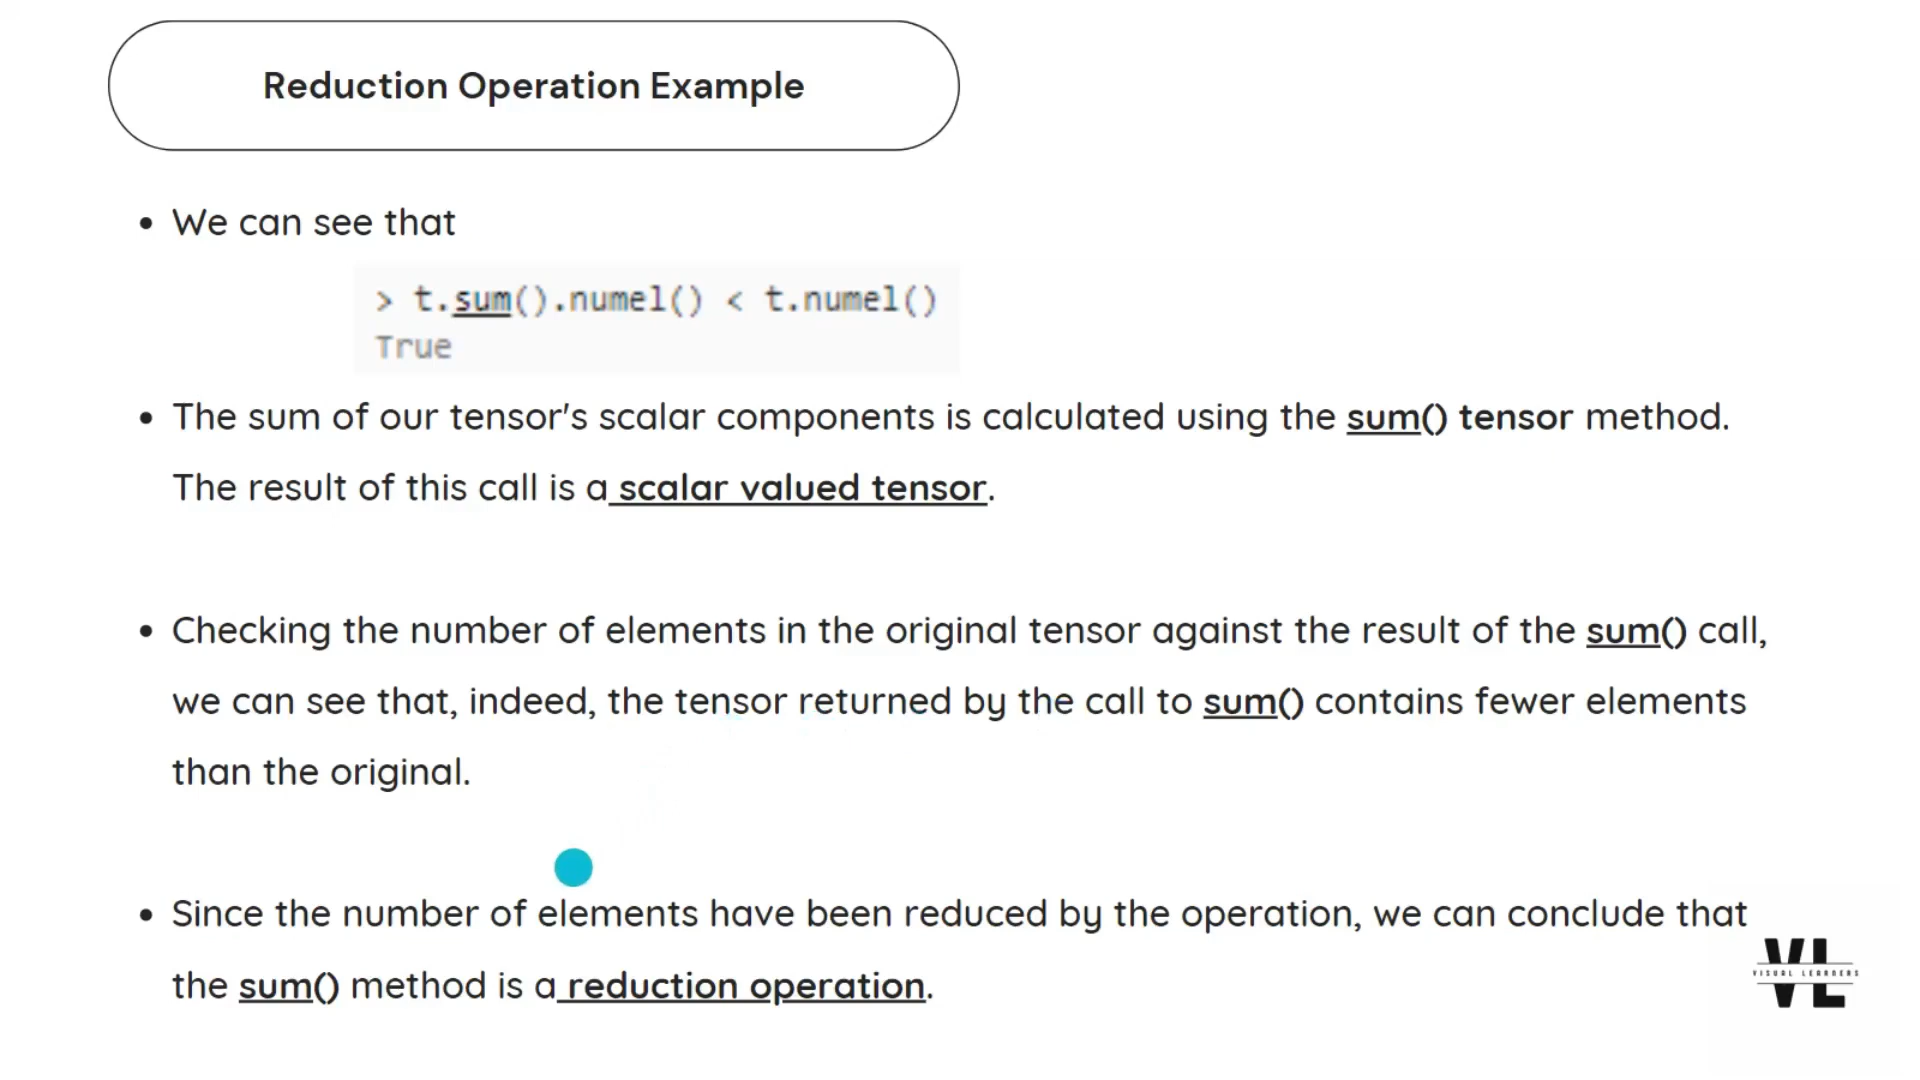 Reduction Operation Example
• We can see that
> t.sum().numel() < t.numel()
True
• The sum of our tensor's scalar components is calculated using the sum() tensor method.
The result of this call is a scalar valued tensor.
• Checking the number of elements in the original tensor against the result of the sum() call,
we can see that, indeed, the tensor returned by the call to sum() contains fewer elements
than the original.
• Since the number of elements have been reduced by the operation, we can conclude that
the sum() method is a reduction operation.
VL
VISUAL LEARNERS